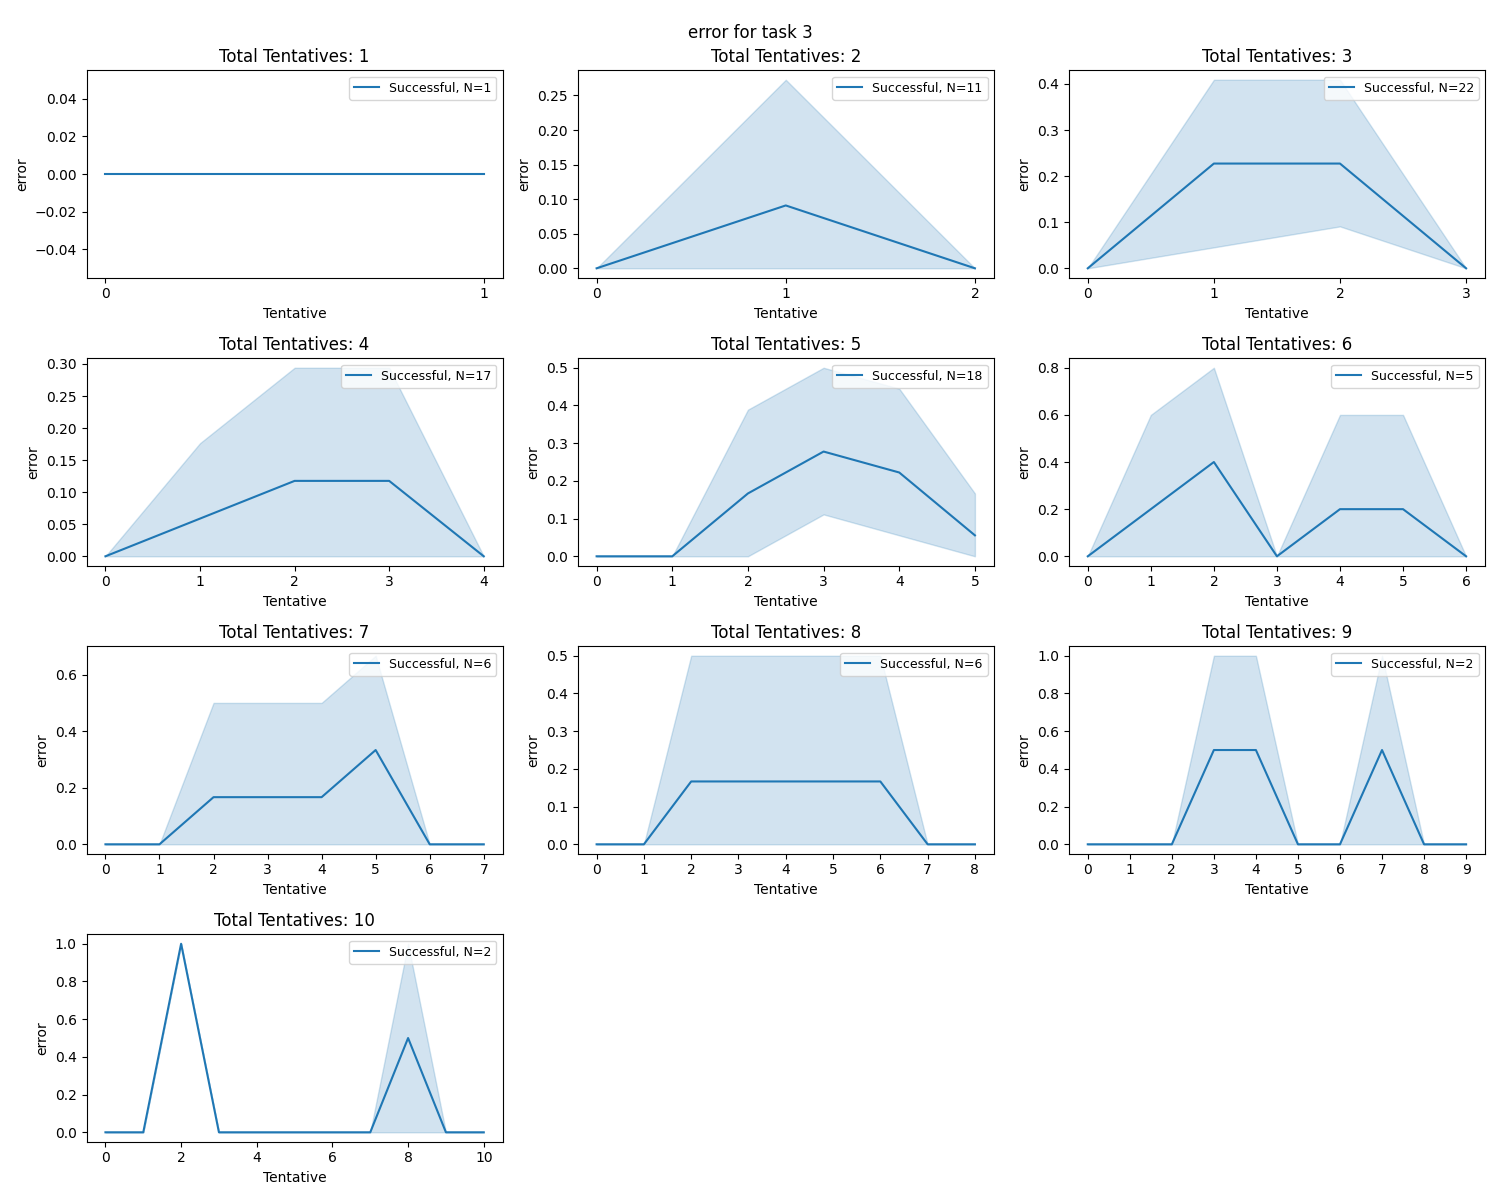 error for task 3
Total Tentatives: 1
Successful, N=1
error
0.04
0.02
0.00
−0.02
−0.04
0 1
Tentative
Total Tentatives: 2
Successful, N=11
error
0.25
0.20
0.15
0.10
0.05
0.00
0 1 2
Tentative
Total Tentatives: 3
Successful, N=22
error
0.4
0.3
0.2
0.1
0.0
0 1 2 3
Tentative
Total Tentatives: 4
Successful, N=17
error
0.30
0.25
0.20
0.15
0.10
0.05
0.00
0 1 2 3 4
Tentative
Total Tentatives: 5
Successful, N=18
error
0.5
0.4
0.3
0.2
0.1
0.0
0 1 2 3 4 5
Tentative
Total Tentatives: 6
Successful, N=5
error
0.8
0.6
0.4
0.2
0.0
0 1 2 3 4 5 6
Tentative
Total Tentatives: 7
Successful, N=6
error
0.6
0.4
0.2
0.0
0 1 2 3 4 5 6 7
Tentative
Total Tentatives: 8
Successful, N=6
error
0.5
0.4
0.3
0.2
0.1
0.0
0 1 2 3 4 5 6 7 8
Tentative
Total Tentatives: 9
Successful, N=2
error
1.0
0.8
0.6
0.4
0.2
0.0
0 1 2 3 4 5 6 7 8 9
Tentative
Total Tentatives: 10
Successful, N=2
error
1.0
0.8
0.6
0.4
0.2
0.0
0 2 4 6 8 10
Tentative